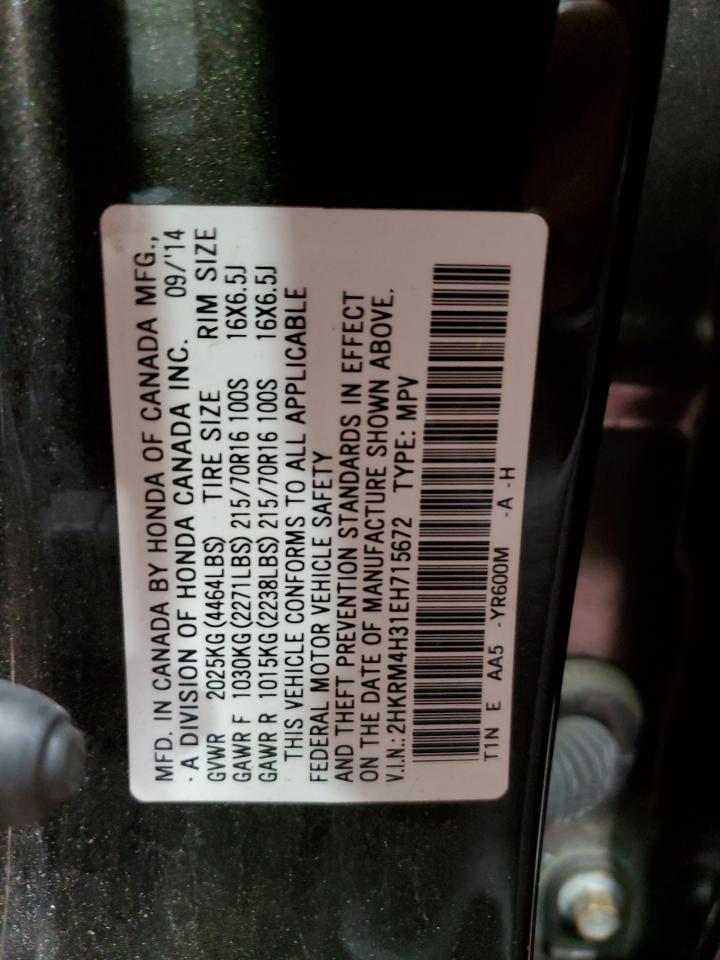 MFD. IN CANADA BY HONDA OF CANADA MFG.,
· A DIVISION OF HONDA CANADA INC. 09/'14
GVWR 2025KG (4464LBS) TIRE SIZE RIM SIZE
GAWR F 1030KG (2271LBS) 215/70R16 100S 16X6.5J
GAWR R 1015KG (2238LBS) 215/70R16 100S 16X6.5J
THIS VEHICLE CONFORMS TO ALL APPLICABLE
FEDERAL MOTOR VEHICLE SAFETY
AND THEFT PREVENTION STANDARDS IN EFFECT
ON THE DATE OF MANUFACTURE SHOWN ABOVE.
V.I.N.: 2HKRM4H31EH715672 TYPE: MPV
T1N E AA5 -YR600M -A -H